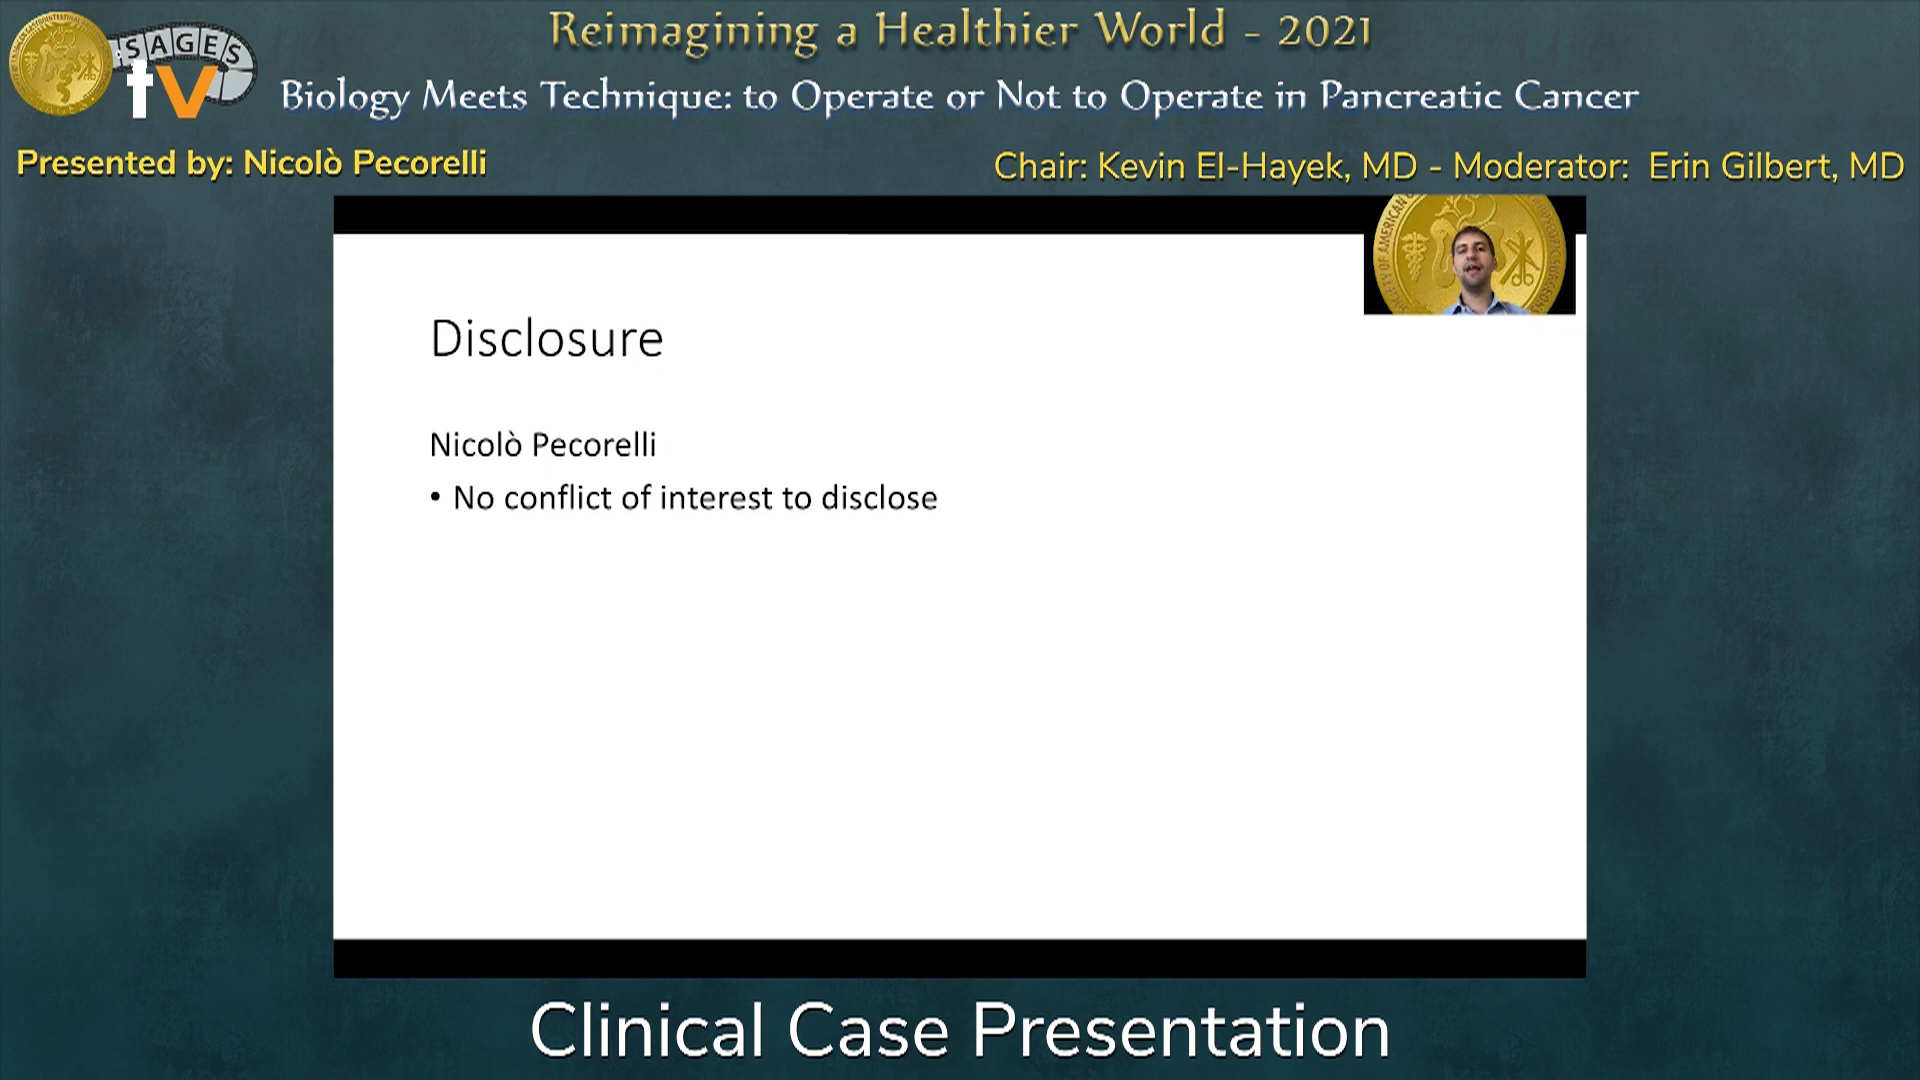 Reimagining a Healthier World - 2021
SAGES
tv
Biology Meets Technique: to Operate or Not to Operate in Pancreatic Cancer
Presented by: Nicolò Pecorelli
Chair: Kevin El-Hayek, MD - Moderator: Erin Gilbert, MD
Disclosure
Nicolò Pecorelli
• No conflict of interest to disclose
Clinical Case Presentation